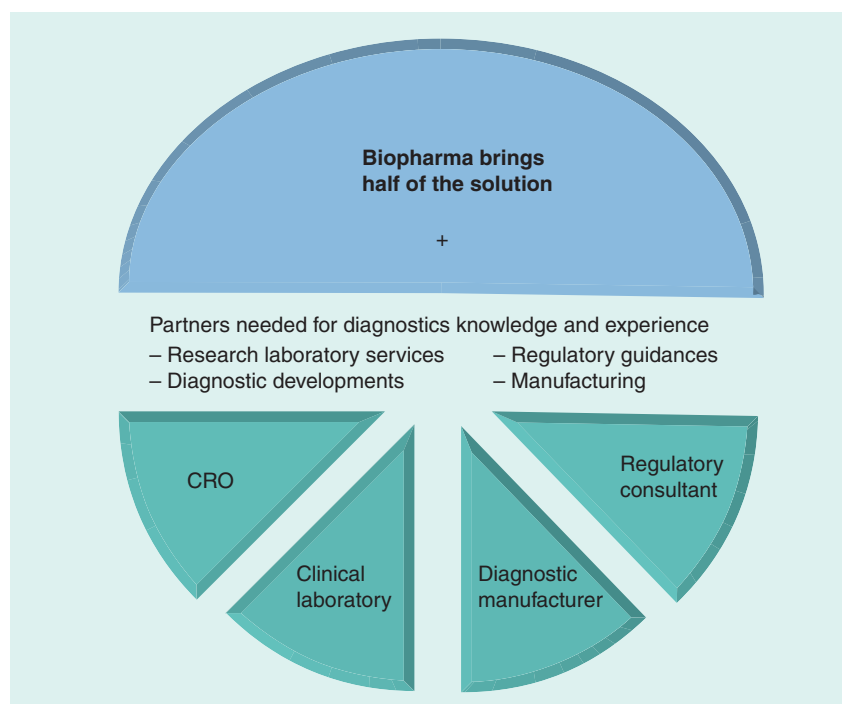 Biopharma brings
half of the solution
+
Partners needed for diagnostics knowledge and experience
– Research laboratory services
– Diagnostic developments
– Regulatory guidances
– Manufacturing
CRO
Clinical
laboratory
Diagnostic
manufacturer
Regulatory
consultant